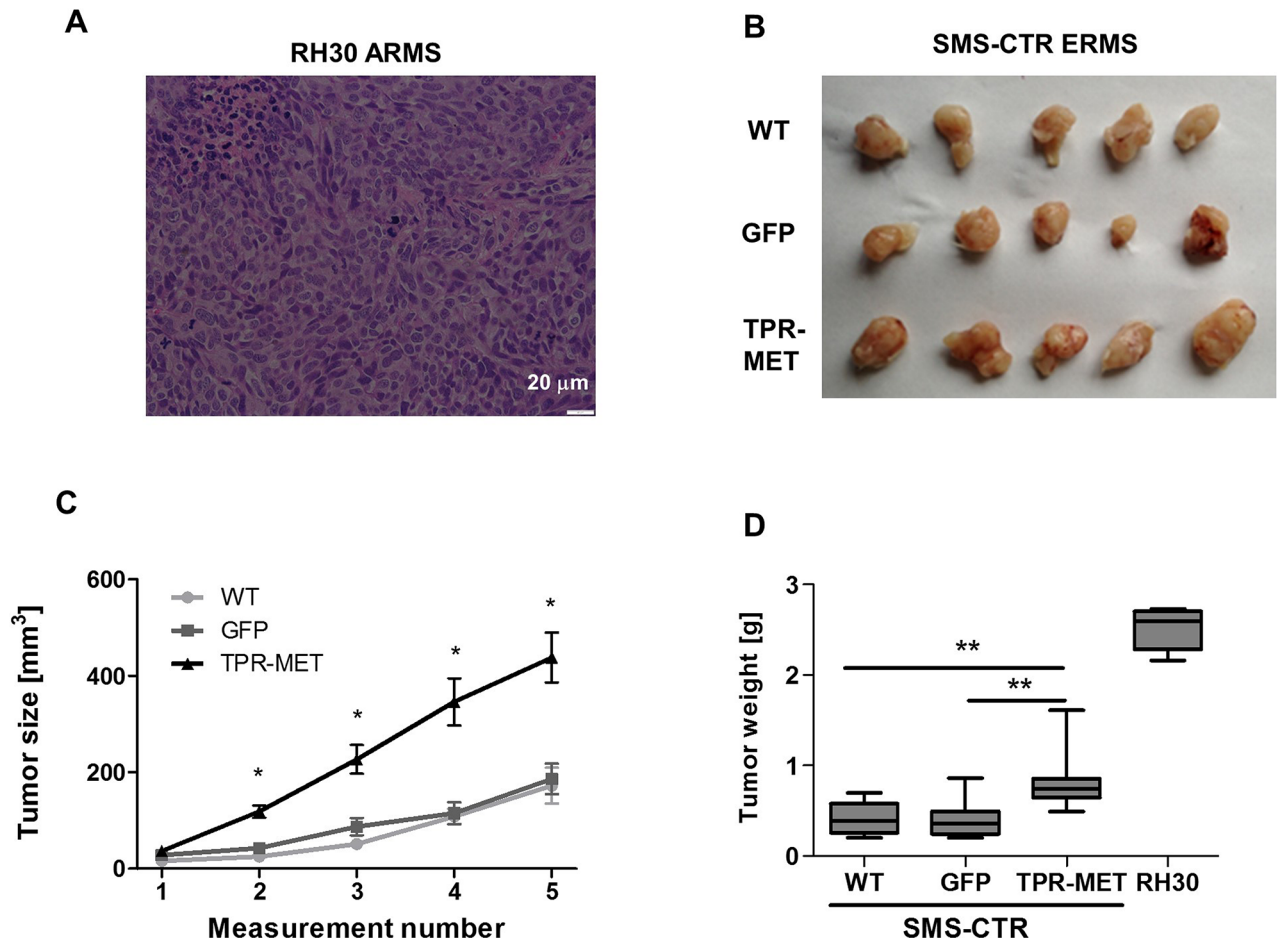 A
RH30 ARMS
20 μm
B
SMS-CTR ERMS
WT
GFP
TPR-
MET
C
Tumor size [mm³]
600
400
200
0
WT
GFP
TPR-MET
*
*
*
*
1 2 3 4 5
Measurement number
D
Tumor weight [g]
3
2
1
0
**
**
WT GFP TPR-MET RH30
SMS-CTR